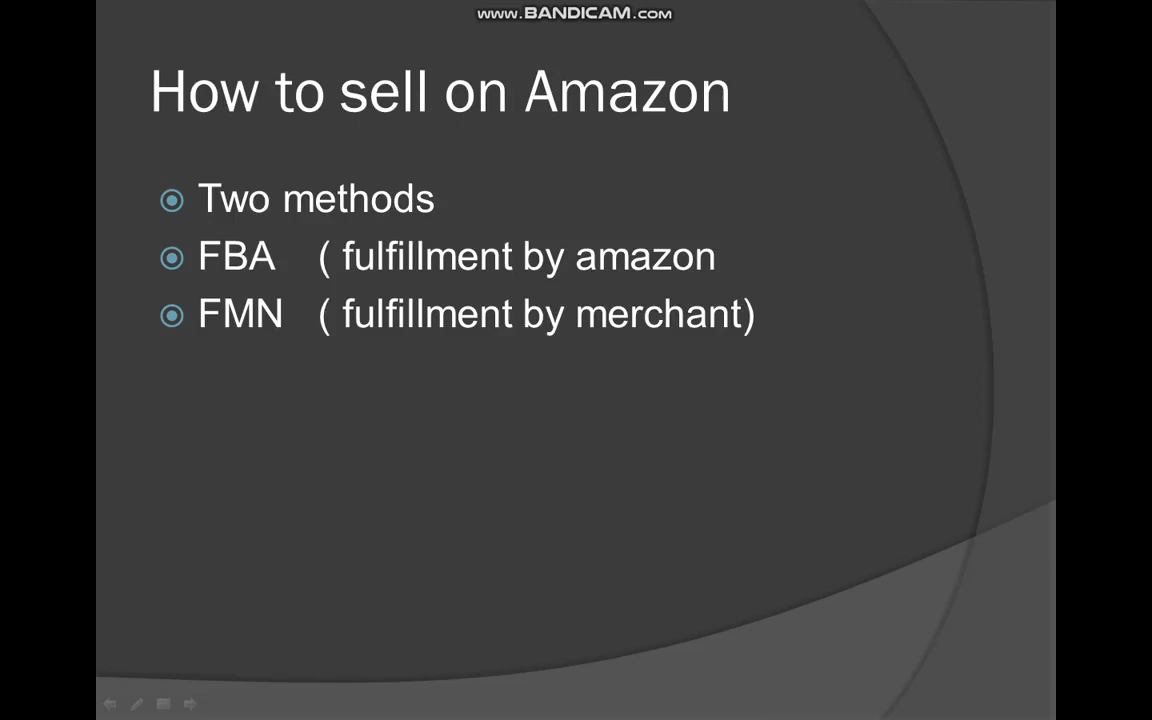 www.BANDICAM.com
How to sell on Amazon
Two methods
FBA ( fulfillment by amazon
FMN ( fulfillment by merchant)